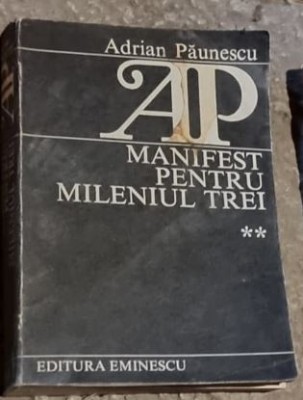 Adrian Păunescu
AP
MANIFEST
PENTRU
MILENIUL TREI
**
EDITURA EMINESCU